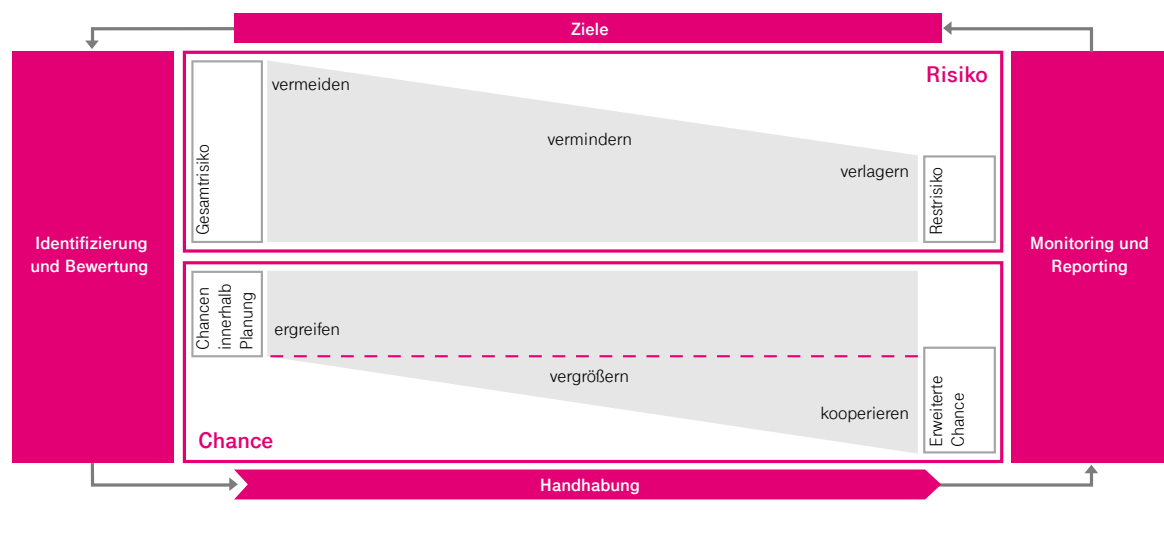 Ziele
Risiko
vermeiden
vermindern
verlagern
Gesamtrisiko
Restrisiko
Identifizierung
und Bewertung
Monitoring und
Reporting
Chancen
innerhalb
Planung
ergreifen
vergrößern
kooperieren
Erweiterte
Chance
Chance
Handhabung